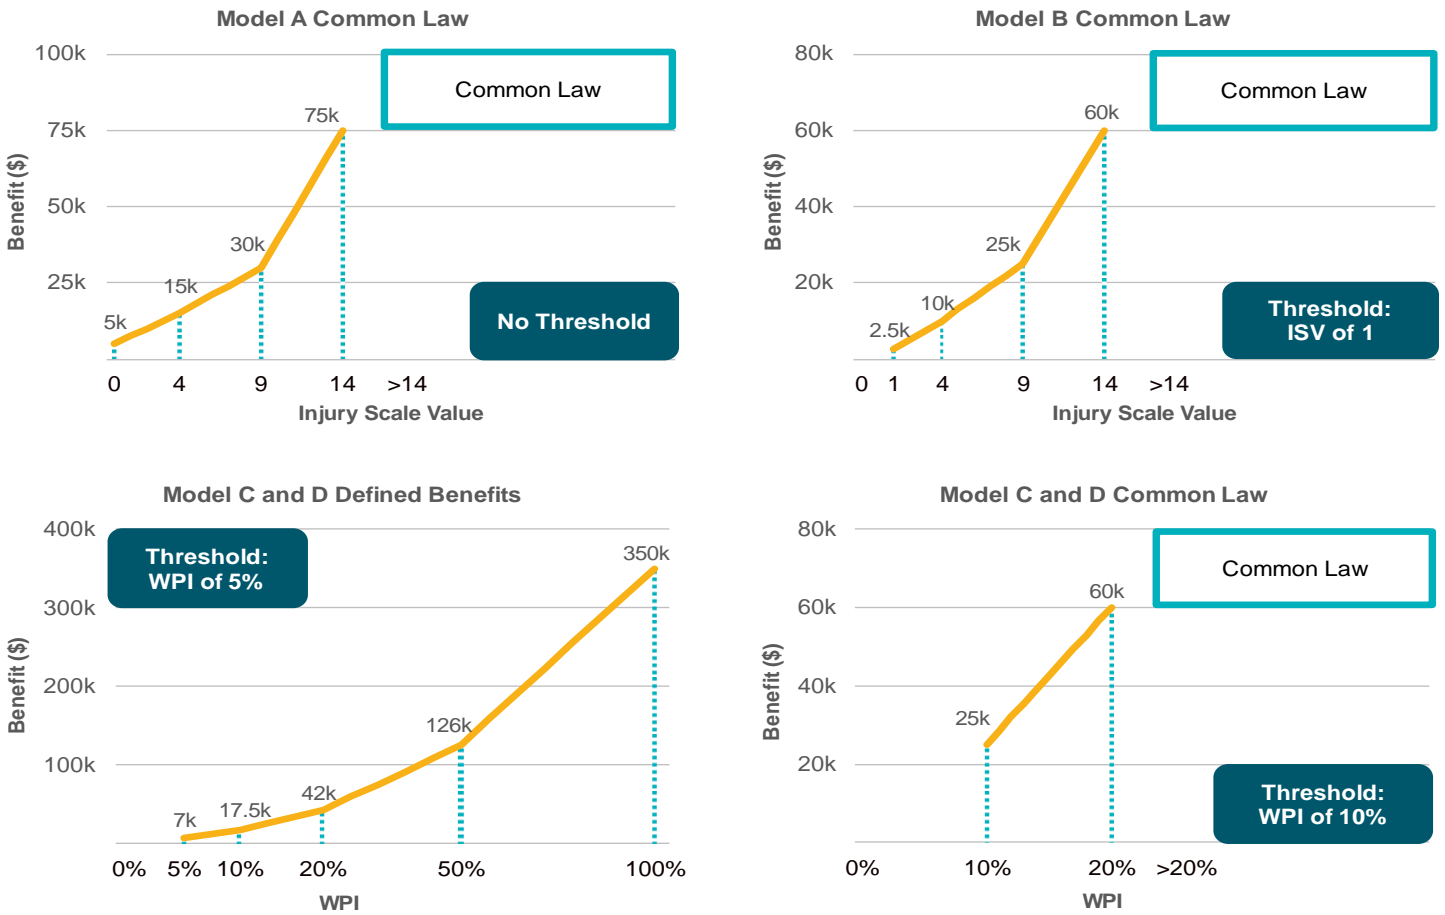 Model A Common Law
100k
75k
50k
25k
Benefit ($)
5k
15k
30k
75k
Common Law
No Threshold
0 4 9 14 >14
Injury Scale Value
Model B Common Law
80k
60k
40k
20k
Benefit ($)
2.5k
10k
25k
60k
Common Law
Threshold:
ISV of 1
0 1 4 9 14 >14
Injury Scale Value
Model C and D Defined Benefits
400k
300k
200k
100k
Benefit ($)
Threshold:
WPI of 5%
7k
17.5k
42k
126k
350k
0% 5% 10% 20% 50% 100%
WPI
Model C and D Common Law
80k
60k
40k
20k
Benefit ($)
25k
60k
Common Law
Threshold:
WPI of 10%
0% 10% 20% >20%
WPI